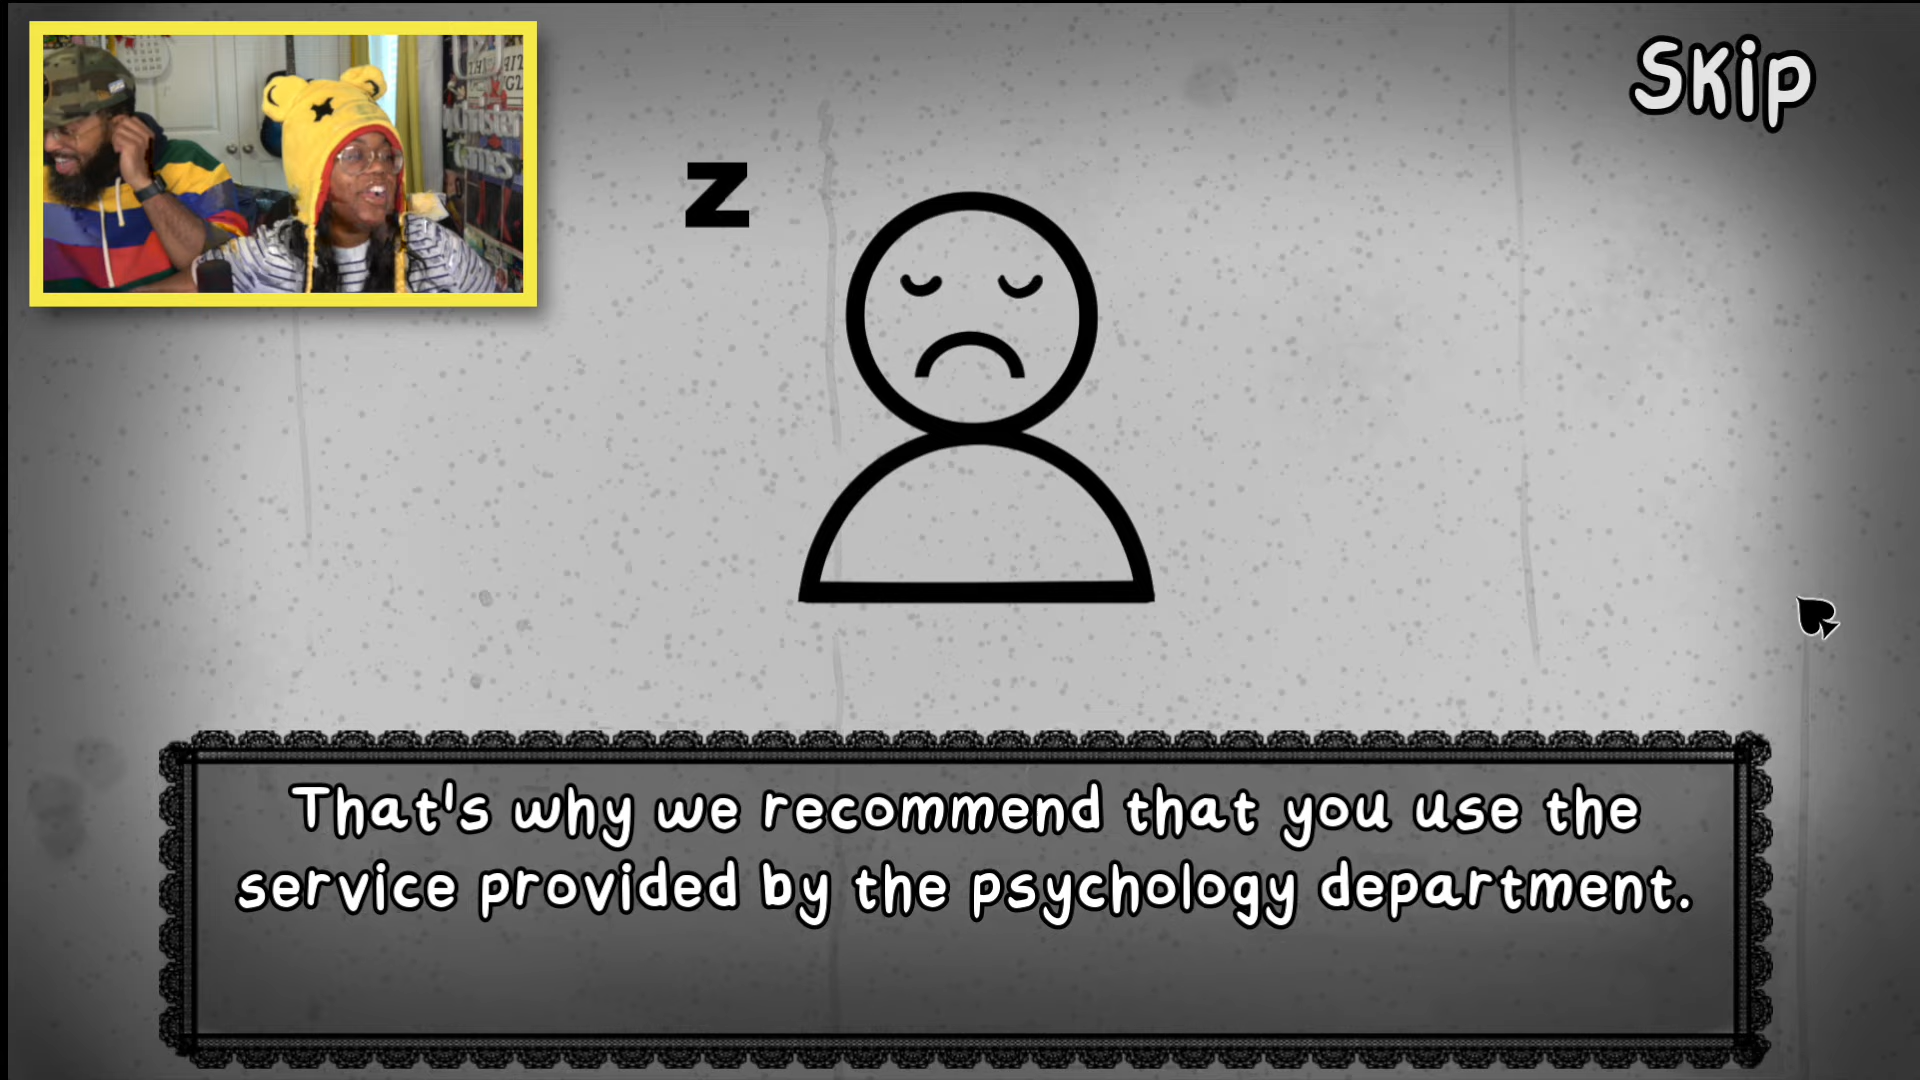 Skip
z
That's why we recommend that you use the
service provided by the psychology department.